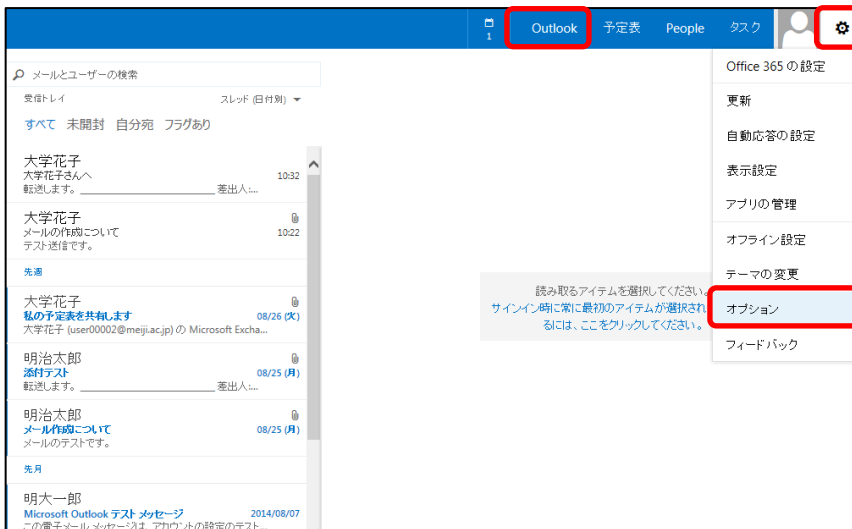 1
Outlook
予定表
People
タスク
メールとユーザーの検索
受信トレイ
スレッド (日付別)
すべて 未開封 自分宛 フラグあり
大学花子
大学花子さんへ
10:32
転送します。 ________________________ 差出人:...
大学花子
メールの作成について
10:22
テスト送信です。
先週
大学花子
私の予定表を共有します
08/26 (火)
大学花子 (user00002@meiji.ac.jp) の Microsoft Excha...
明治太郎
添付テスト
08/25 (月)
転送します。 ________________________ 差出人:...
明治太郎
メール作成について
08/25 (月)
メールのテストです。
先月
明大一郎
Microsoft Outlook テスト メッセージ
2014/08/07
この電子メール メッセージは、アカウントの設定のテスト...
読み取るアイテムを選択してください。
サインイン時に常に最初のアイテムが選択され
るには、ここをクリックしてください。
Office 365 の設定
更新
自動応答の設定
表示設定
アプリの管理
オフライン設定
テーマの変更
オプション
フィードバック